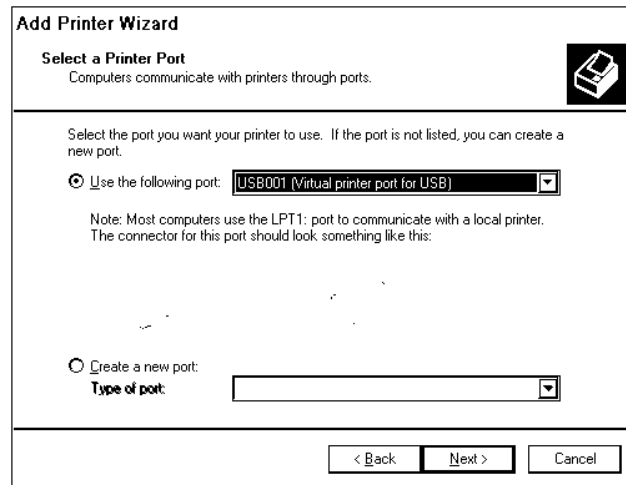 Add Printer Wizard
Select a Printer Port
Computers communicate with printers through ports.
Select the port you want your printer to use. If the port is not listed, you can create a
new port.
Use the following port: USB001 (Virtual printer port for USB)
Note: Most computers use the LPT1: port to communicate with a local printer.
The connector for this port should look something like this:
Create a new port:
Type of port:
< Back Next > Cancel